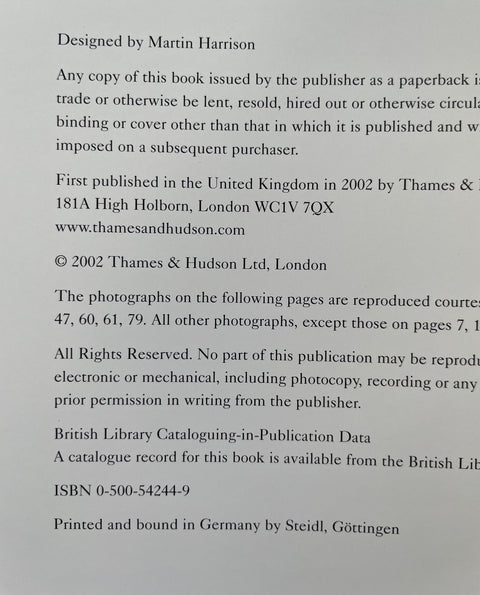 Designed by Martin Harrison
Any copy of this book issued by the publisher as a paperback
trade or otherwise be lent, resold, hired out or otherwise
binding or cover other than that in which it is published and
imposed on a subsequent purchaser.
First published in the United Kingdom in 2002 by Thames &
181A High Holborn, London WC1V 7QX
www.thamesandhudson.com
© 2002 Thames & Hudson Ltd, London
The photographs on the following pages are reproduced
47, 60, 61, 79. All other photographs, except those on pages 7,
All Rights Reserved. No part of this publication may be
electronic or mechanical, including photocopy, recording or any
prior permission in writing from the publisher.
British Library Cataloguing-in-Publication Data
A catalogue record for this book is available from the British
ISBN 0-500-54244-9
Printed and bound in Germany by Steidl, Göttingen